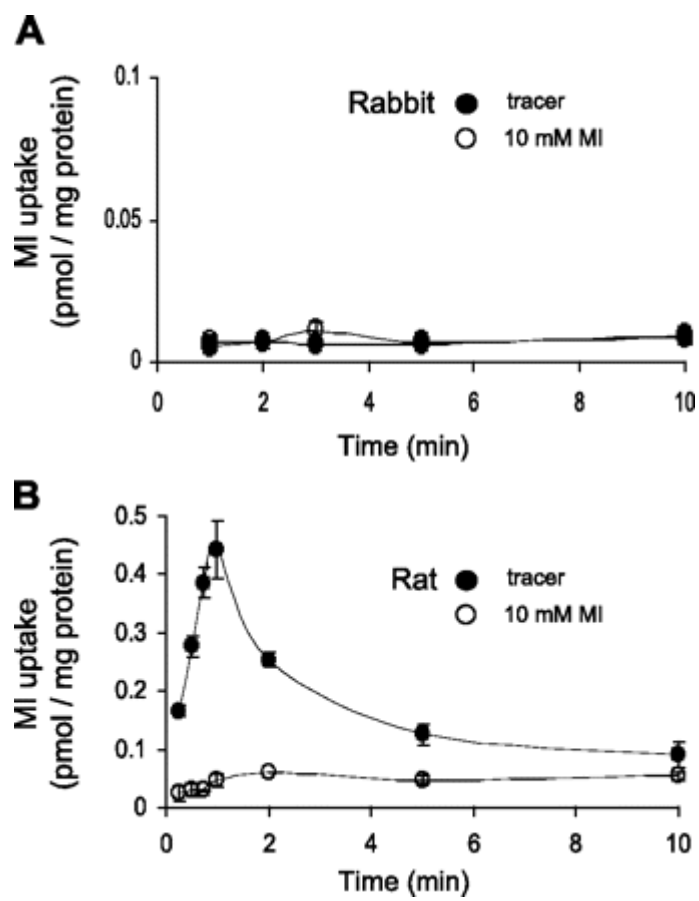 A
MI uptake
(pmol / mg protein)
0.1
0.05
0
Rabbit
tracer
10 mM MI
0 2 4 6 8 10
Time (min)
B
MI uptake
(pmol / mg protein)
0.5
0.4
0.3
0.2
0.1
0
Rat
tracer
10 mM MI
0 2 4 6 8 10
Time (min)